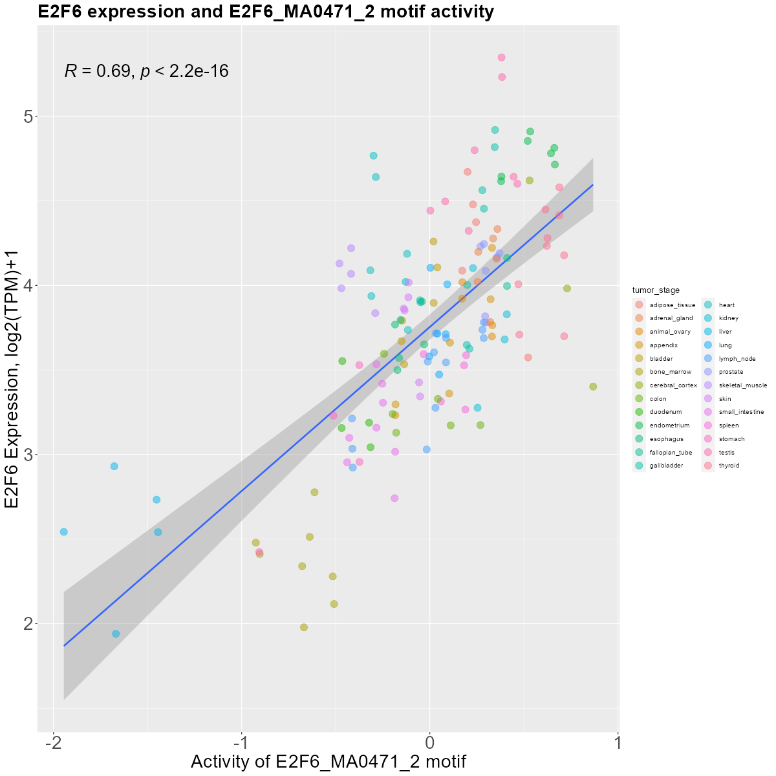 E2F6 expression and E2F6_MA0471_2 motif activity
R = 0.69, p < 2.2e-16
E2F6 Expression, log2(TPM)+1
5
4
3
2
-2
-1
0
1
Activity of E2F6_MA0471_2 motif
tumor_stage
adipose_tissue
adrenal_gland
animal_ovary
appendix
bladder
bone_marrow
cerebral_cortex
colon
duodenum
endometrium
esophagus
fallopian_tube
gallbladder
heart
kidney
liver
lung
lymph_node
prostate
skeletal_muscle
skin
small_intestine
spleen
stomach
testis
thyroid